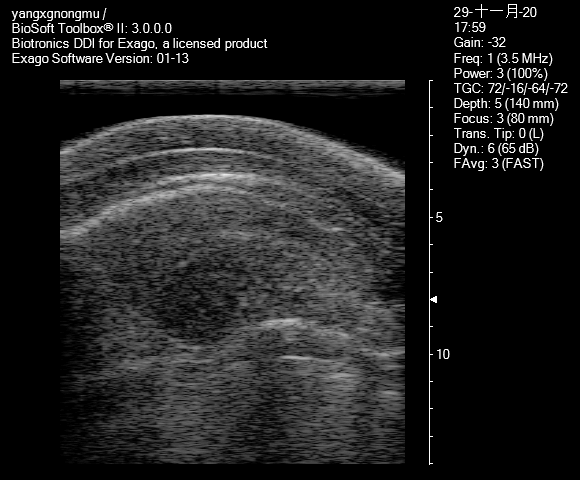 yangxgnongmu /
BioSoft Toolbox® II: 3.0.0.0
Biotronics DDI for Exago, a licensed product
Exago Software Version: 01-13
29-十一月-20
17:59
Gain: -32
Freq: 1 (3.5 MHz)
Power: 3 (100%)
TGC: 72/-16/-64/-72
Depth: 5 (140 mm)
Focus: 3 (80 mm)
Trans. Tip: 0 (L)
Dyn.: 6 (65 dB)
FAvg: 3 (FAST)
5
10